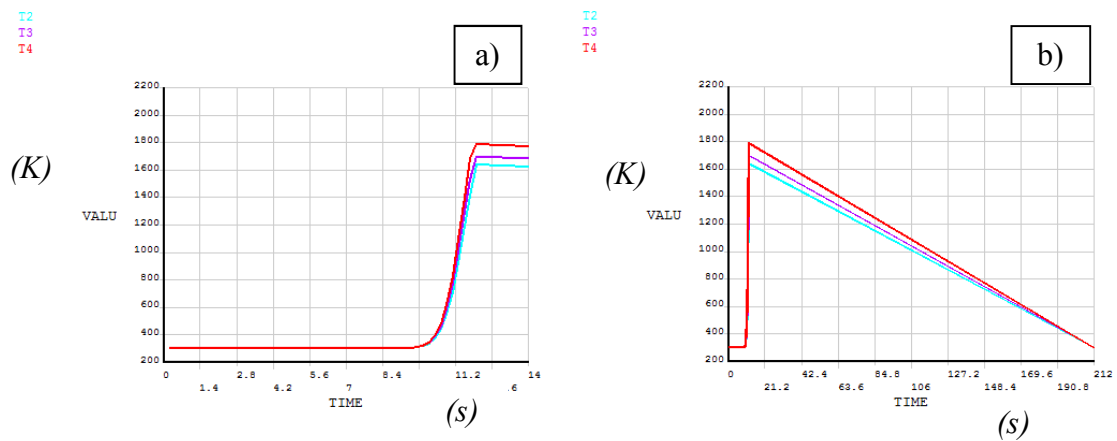 T2
T3
T4
a)
2200
2000
1800
1600
1400
1200
1000
800
600
400
200
(K)
VALU
0 2.8 5.6 8.4 11.2 14
1.4 4.2 7 .6
TIME
(s)
T2
T3
T4
b)
2200
2000
1800
1600
1400
1200
1000
800
600
400
200
(K)
VALU
0 42.4 84.8 127.2 169.6 212
21.2 63.6 106 148.4 190.8
TIME
(s)